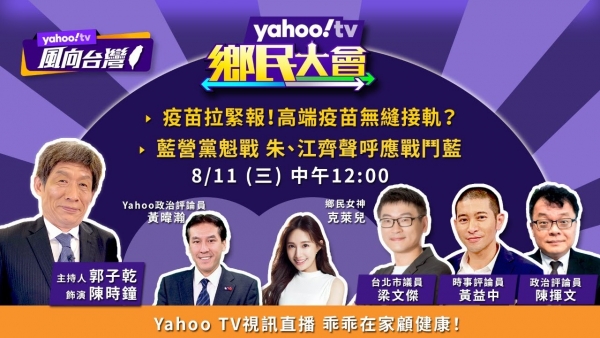 yahoo!tv
風向台灣
yahoo!tv
鄉民大會
疫苗拉緊報!高端疫苗無縫接軌?
藍營黨魁戰 朱、江齊聲呼應戰鬥藍
8/11 (三) 中午12:00
Yahoo政治評論員
黃暐瀚
鄉民女神
克萊兒
主持人 郭子乾
飾演 陳時鐘
台北市議員
梁文傑
時事評論員
黃益中
政治評論員
陳揮文
Yahoo TV視訊直播 乖乖在家顧健康!